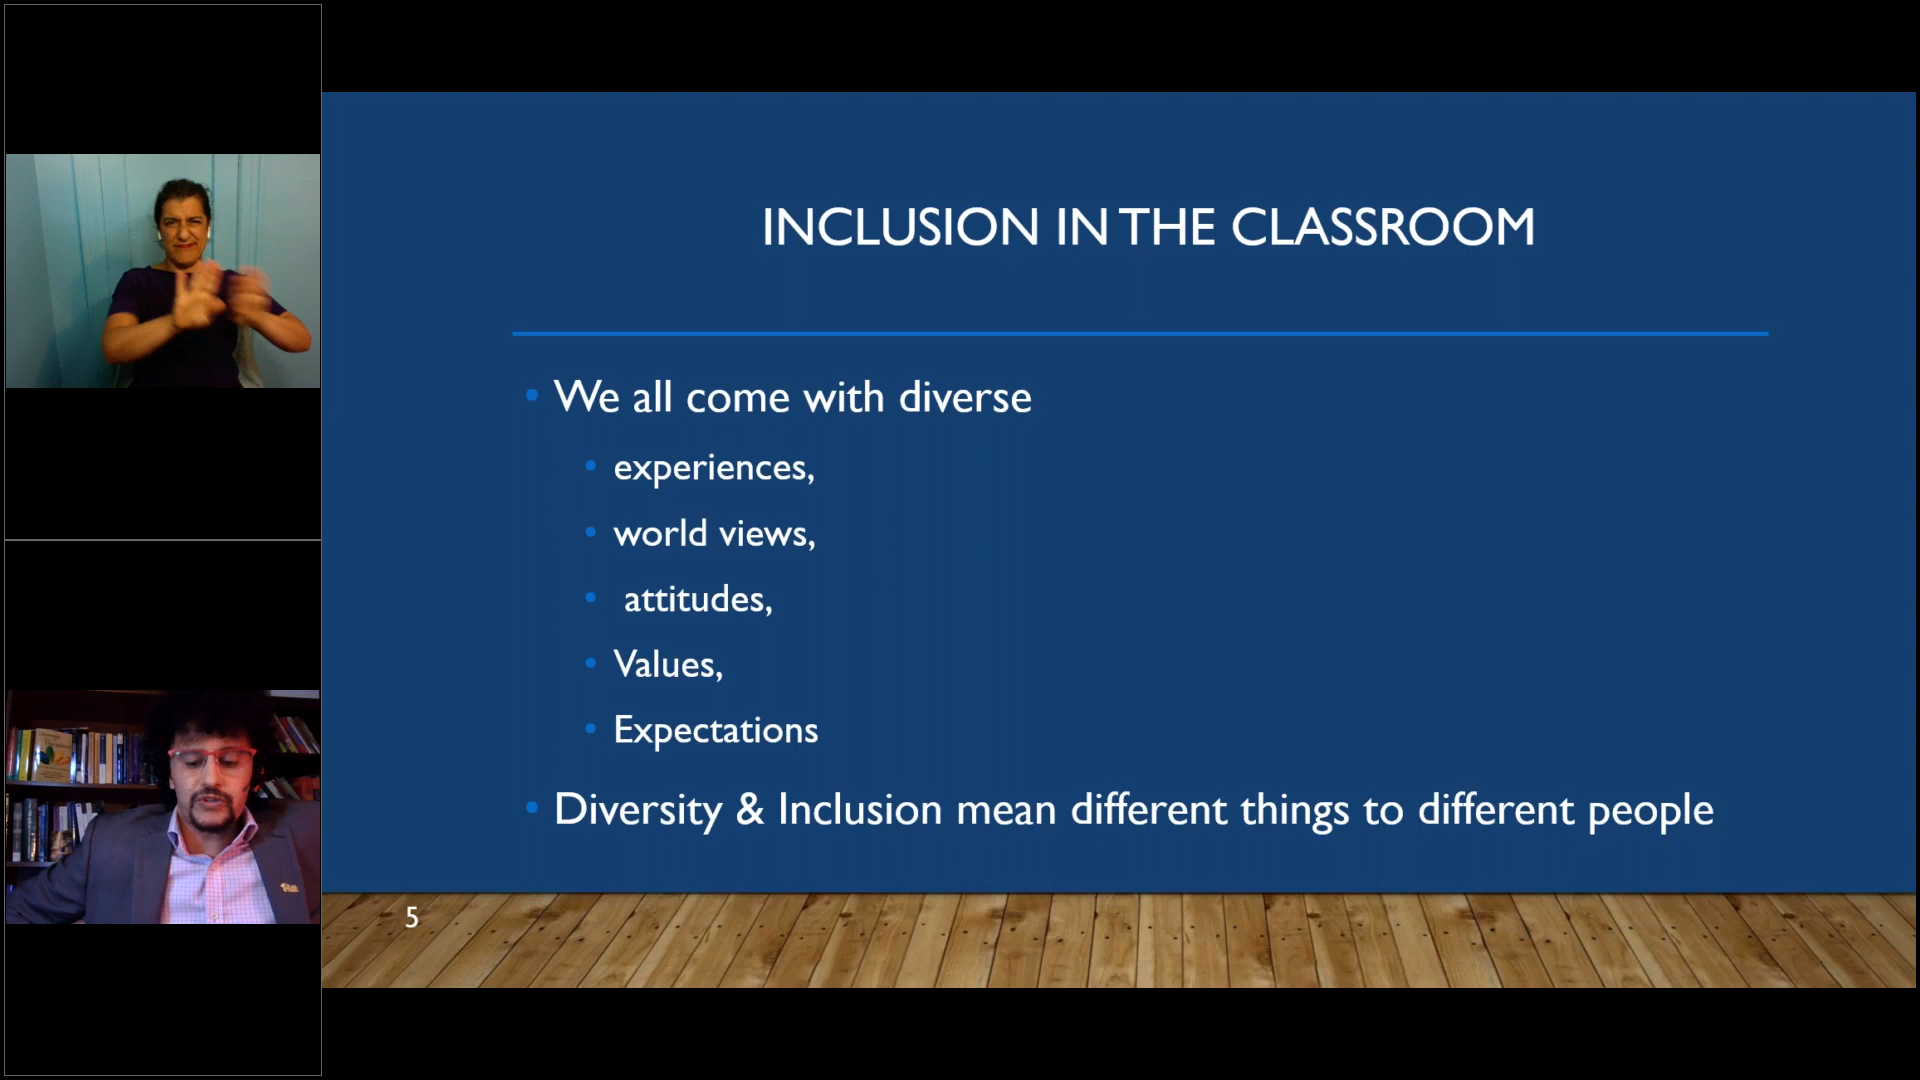 INCLUSION IN THE CLASSROOM
• We all come with diverse
• experiences,
• world views,
• attitudes,
• Values,
• Expectations
• Diversity & Inclusion mean different things to different people
5